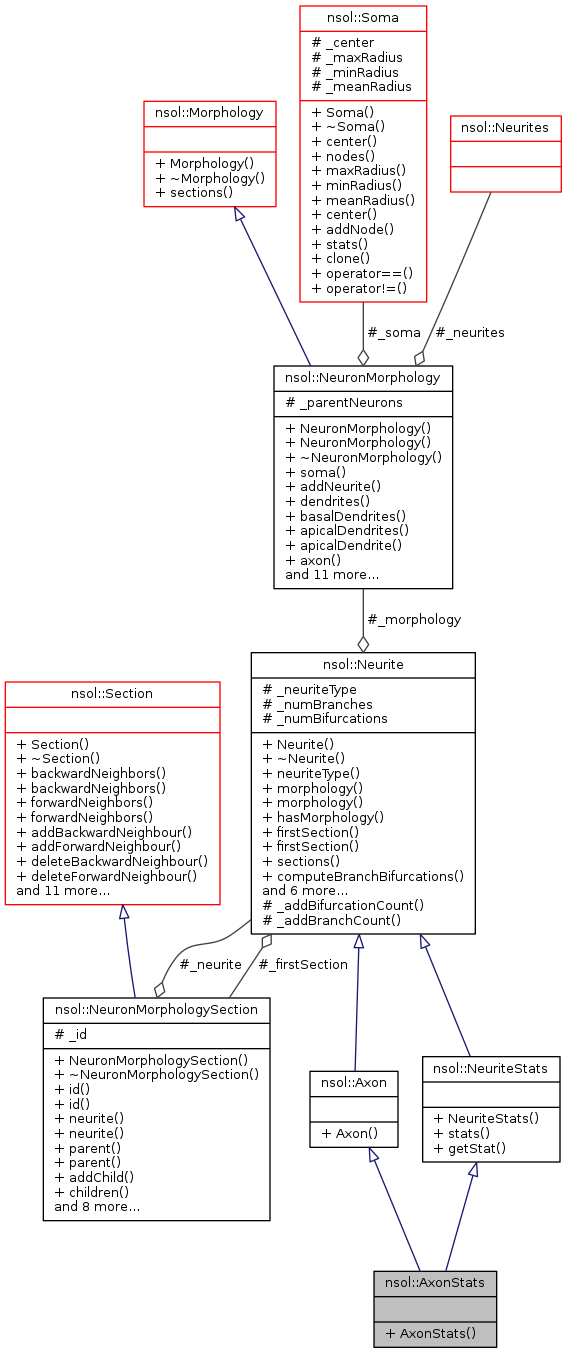 nsol::Soma
# _center
# _maxRadius
# _minRadius
# _meanRadius
+ Soma()
+ ~Soma()
+ center()
+ nodes()
+ maxRadius()
+ minRadius()
+ meanRadius()
+ center()
+ addNode()
+ stats()
+ clone()
+ operator==()
+ operator!=()
nsol::Morphology
+ Morphology()
+ ~Morphology()
+ sections()
nsol::Neurites
#_soma
#_neurites
nsol::NeuronMorphology
# _parentNeurons
+ NeuronMorphology()
+ NeuronMorphology()
+ ~NeuronMorphology()
+ soma()
+ addNeurite()
+ dendrites()
+ basalDendrites()
+ apicalDendrites()
+ apicalDendrite()
+ axon()
and 11 more...
#_morphology
nsol::Neurite
# _neuriteType
# _numBranches
# _numBifurcations
+ Neurite()
+ ~Neurite()
+ neuriteType()
+ morphology()
+ morphology()
+ hasMorphology()
+ firstSection()
+ firstSection()
+ sections()
+ computeBranchBifurcations()
and 6 more...
# _addBifurcationCount()
# _addBranchCount()
nsol::Section
+ Section()
+ ~Section()
+ backwardNeighbors()
+ backwardNeighbors()
+ forwardNeighbors()
+ forwardNeighbors()
+ addBackwardNeighbour()
+ addForwardNeighbour()
+ deleteBackwardNeighbour()
+ deleteForwardNeighbour()
and 11 more...
#_neurite
#_firstSection
nsol::NeuronMorphologySection
# _id
+ NeuronMorphologySection()
+ ~NeuronMorphologySection()
+ id()
+ id()
+ neurite()
+ neurite()
+ parent()
+ parent()
+ addChild()
+ children()
and 8 more...
nsol::Axon
+ Axon()
nsol::NeuriteStats
+ NeuriteStats()
+ stats()
+ getStat()
nsol::AxonStats
+ AxonStats()